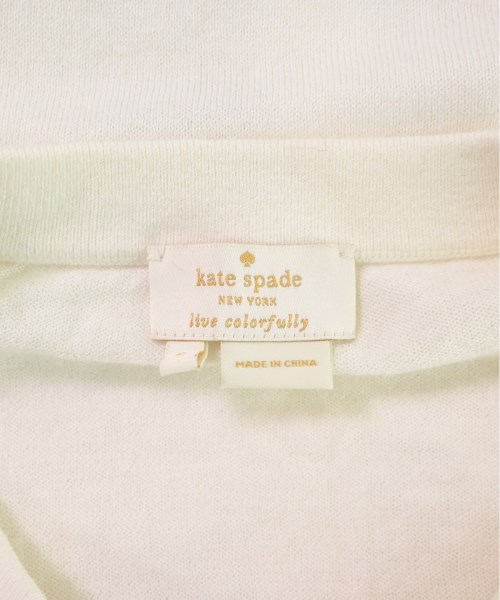 kate spade
NEW YORK
live colorfully
MADE IN CHINA